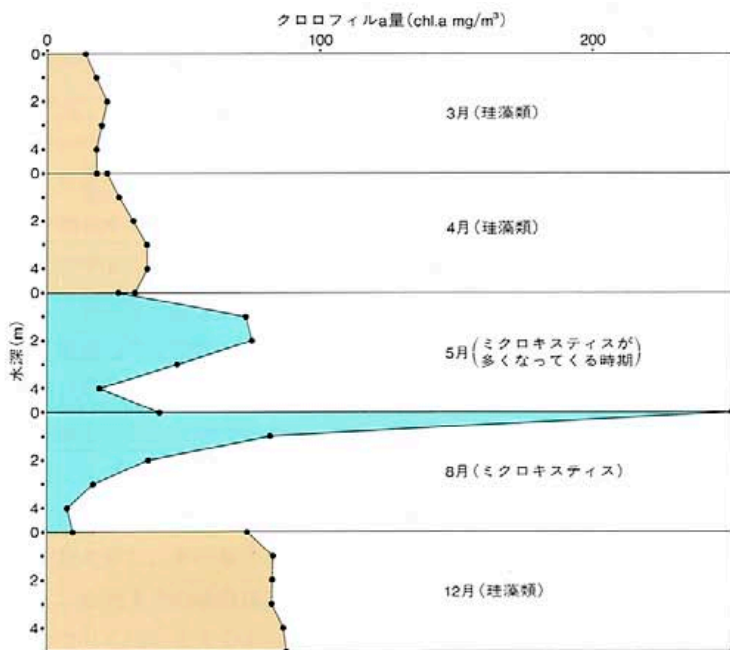 クロロフィルa量(chl.a mg/m³)
0 100 200
0
2
3月(珪藻類)
4
0
2
4月(珪藻類)
4
0
水深(m)
2
5月(ミクロキスティスが
多くなってくる時期)
4
0
2
8月(ミクロキスティス)
4
0
2
12月(珪藻類)
4